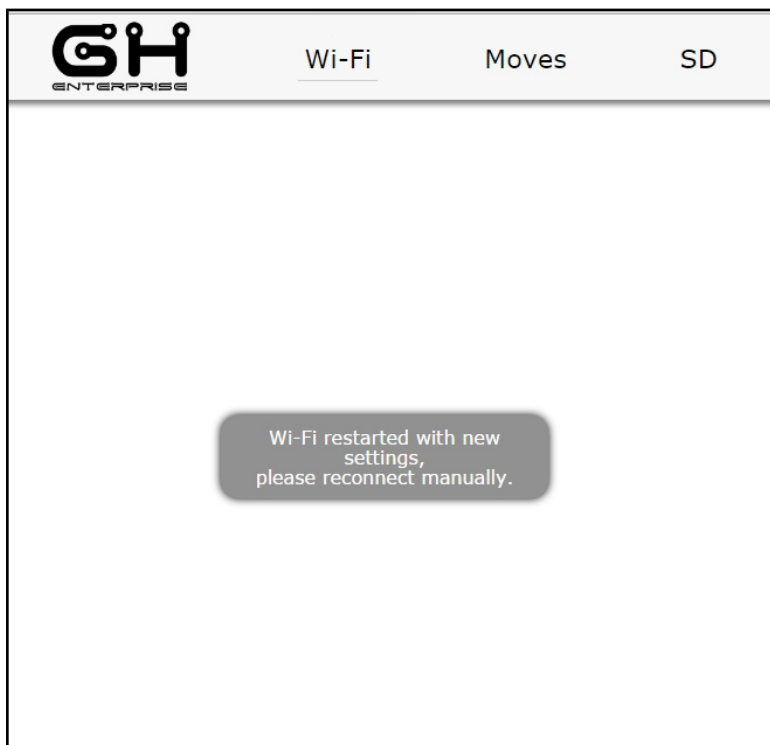 GH
ENTERPRISE
Wi-Fi Moves SD
Wi-Fi restarted with new
settings,
please reconnect manually.